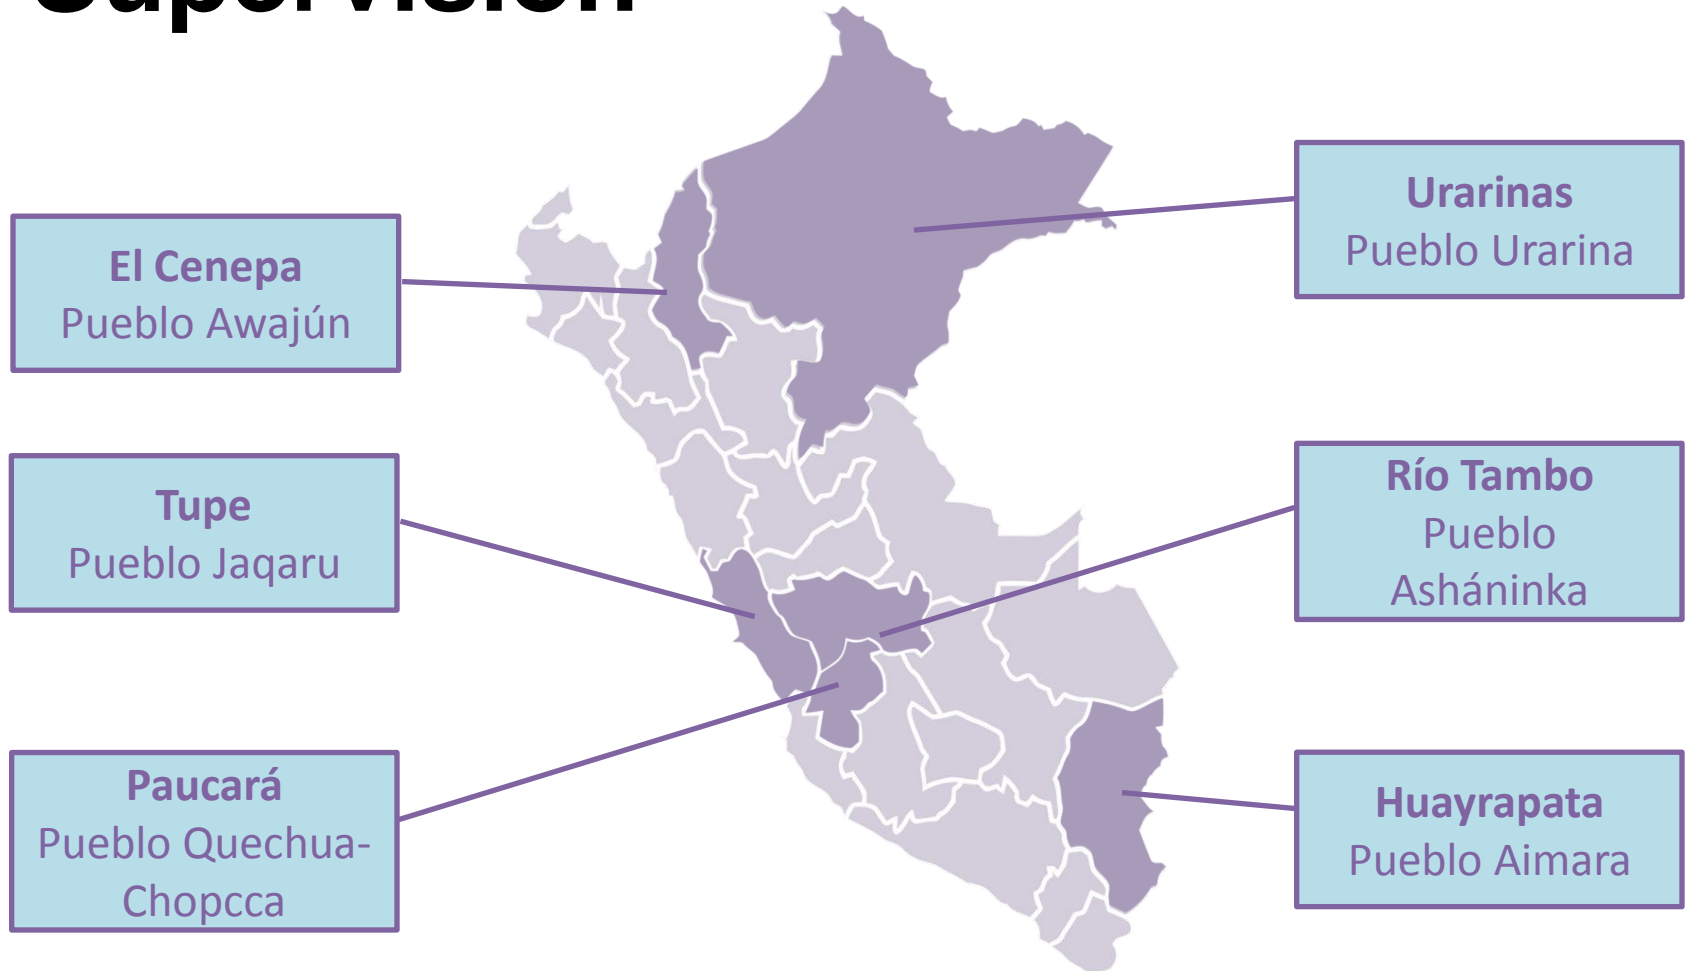 Supervisión
El Cenepa
Pueblo Awajún
Tupe
Pueblo Jaqaru
Paucará
Pueblo Quechua-
Chopcca
Urarinas
Pueblo Urarina
Río Tambo
Pueblo
Asháninka
Huayrapata
Pueblo Aimara